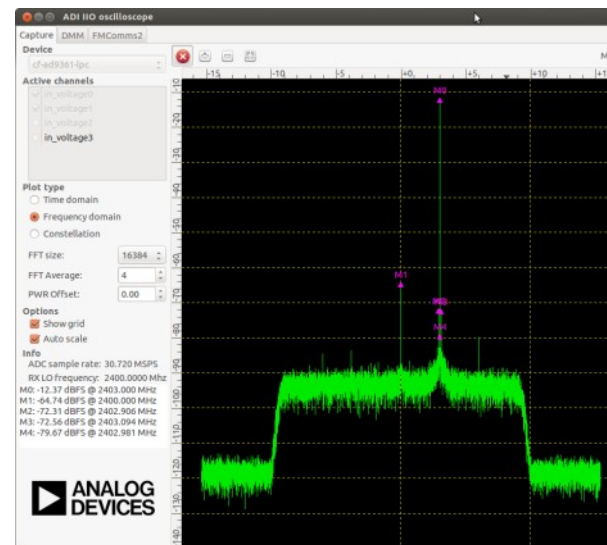 ADI IIO oscilloscope
Capture DMM FMComms2
Device
cf-ad9361-lpc
Active channels
in_voltage0
in_voltage1
in_voltage2
in_voltage3
Plot type
Time domain
Frequency domain
Constellation
FFT size: 16384
FFT Average: 4
PWR Offset: 0.00
Options
Show grid
Auto scale
Info
ADC sample rate: 30.720 MSPS
RX LO frequency: 2400.0000 Mhz
M0: -12.37 dBFS @ 2403.000 MHz
M1: -64.74 dBFS @ 2400.000 MHz
M2: -72.31 dBFS @ 2402.906 MHz
M3: -72.56 dBFS @ 2403.094 MHz
M4: -79.67 dBFS @ 2402.981 MHz
ANALOG
DEVICES
-15 -10 -5 +0 +5 +10
-10
-20
-30
-40
-50
-60
-70
-80
-90
-100
-110
-120
-130
-140
M0
M1
M4